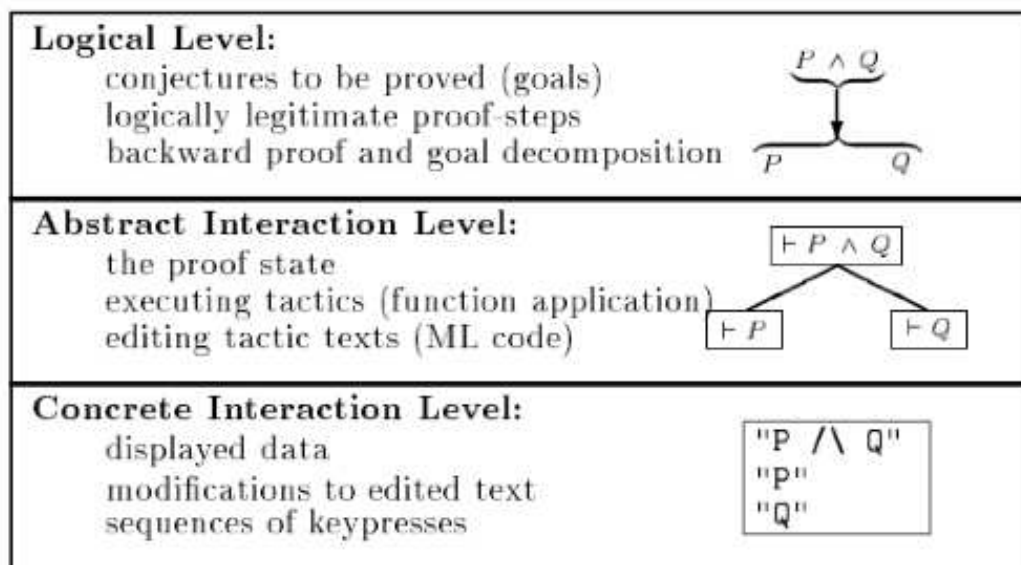 Logical Level:
conjectures to be proved (goals)
logically legitimate proof-steps
backward proof and goal decomposition
P ∧ Q
P Q
Abstract Interaction Level:
the proof state
executing tactics (function application)
editing tactic texts (ML code)
⊢ P ∧ Q
⊢ P ⊢ Q
Concrete Interaction Level:
displayed data
modifications to edited text
sequences of keypresses
"P /\ Q"
"P"
"Q"